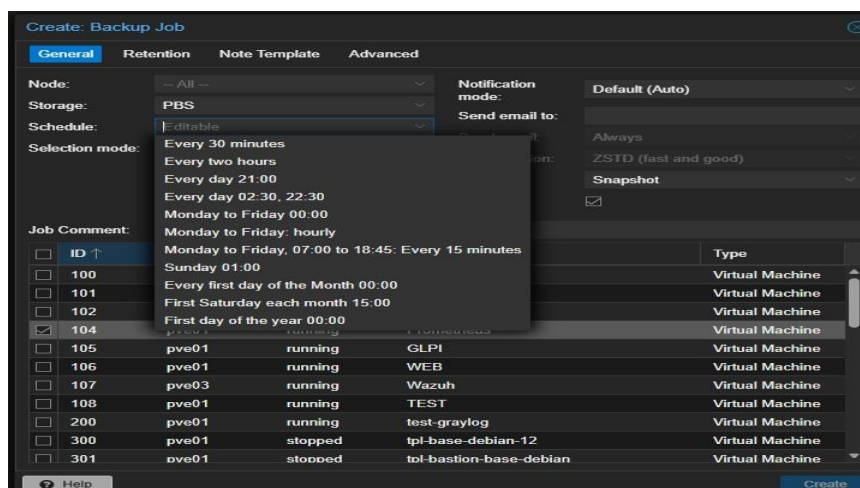 Create: Backup Job
General Retention Note Template Advanced
Node: -- All --
Storage: PBS
Schedule: Editable
Selection mode:
Notification mode: Default (Auto)
Send email to:
Always
ZSTD (fast and good)
Snapshot
Every 30 minutes
Every two hours
Every day 21:00
Every day 02:30, 22:30
Monday to Friday 00:00
Monday to Friday: hourly
Monday to Friday, 07:00 to 18:45: Every 15 minutes
Sunday 01:00
Every first day of the Month 00:00
First Saturday each month 15:00
First day of the year 00:00
Job Comment:
ID ↑ Type
100 Virtual Machine
101 Virtual Machine
102 Virtual Machine
104 pve01 running Prometheus Virtual Machine
105 pve01 running GLPI Virtual Machine
106 pve01 running WEB Virtual Machine
107 pve03 running Wazuh Virtual Machine
108 pve01 running TEST Virtual Machine
200 pve01 running test-graylog Virtual Machine
300 pve01 stopped tpl-base-debian-12 Virtual Machine
301 pve01 stopped tpl-bastion-base-debian Virtual Machine
Help Create